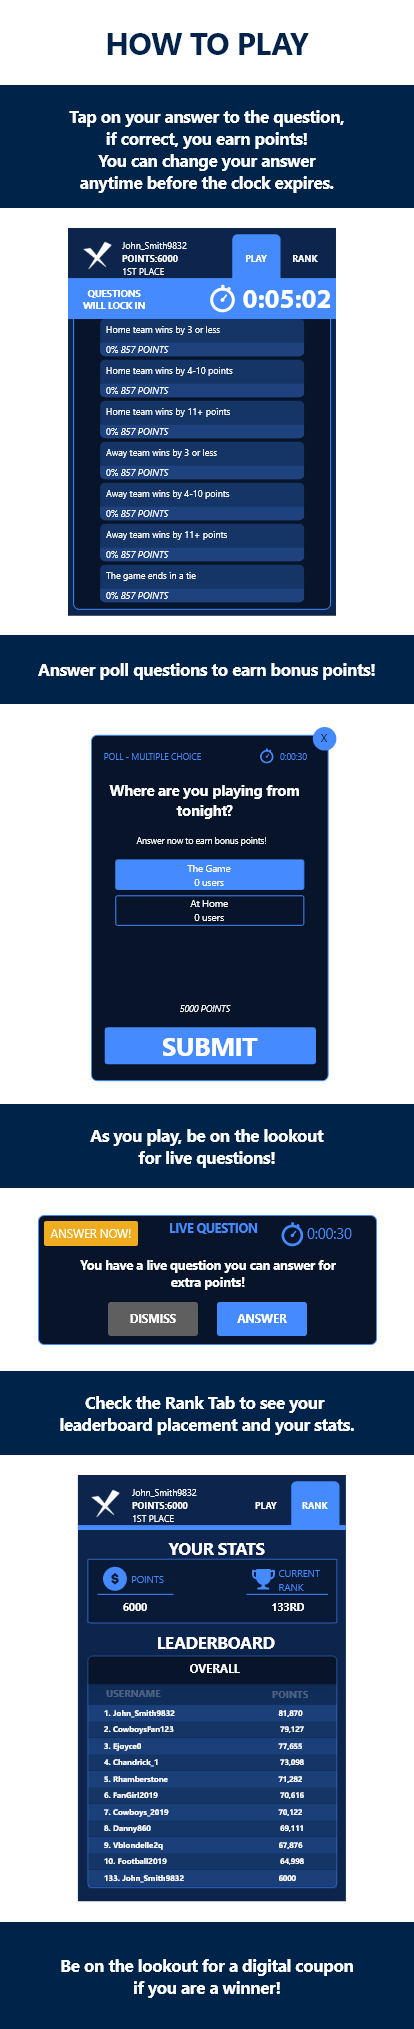 HOW TO PLAY
Tap on your answer to the question,
if correct, you earn points!
You can change your answer
anytime before the clock expires.
John_Smith9832
POINTS:6000
1ST PLACE
PLAY
RANK
QUESTIONS
WILL LOCK IN
0:05:02
Home team wins by 3 or less
0% 857 POINTS
Home team wins by 4-10 points
0% 857 POINTS
Home team wins by 11+ points
0% 857 POINTS
Away team wins by 3 or less
0% 857 POINTS
Away team wins by 4-10 points
0% 857 POINTS
Away team wins by 11+ points
0% 857 POINTS
The game ends in a tie
0% 857 POINTS
Answer poll questions to earn bonus points!
X
POLL - MULTIPLE CHOICE
0:00:30
Where are you playing from
tonight?
Answer now to earn bonus points!
The Game
0 users
At Home
0 users
5000 POINTS
SUBMIT
As you play, be on the lookout
for live questions!
ANSWER NOW!
LIVE QUESTION
0:00:30
You have a live question you can answer for
extra points!
DISMISS
ANSWER
Check the Rank Tab to see your
leaderboard placement and your stats.
John_Smith9832
POINTS:6000
1ST PLACE
PLAY
RANK
YOUR STATS
$
POINTS
6000
CURRENT
RANK
133RD
LEADERBOARD
OVERALL
USERNAME POINTS
1. John_Smith9832 81,870
2. CowboysFan123 79,127
3. Ejoyce0 77,655
4. Chandrick_1 73,098
5. Rhamberstone 71,282
6. FanGirl2019 70,616
7. Cowboys_2019 70,122
8. Danny860 69,111
9. Vblondelle2q 67,876
10. Football2019 64,998
133. John_Smith9832 6000
Be on the lookout for a digital coupon
if you are a winner!